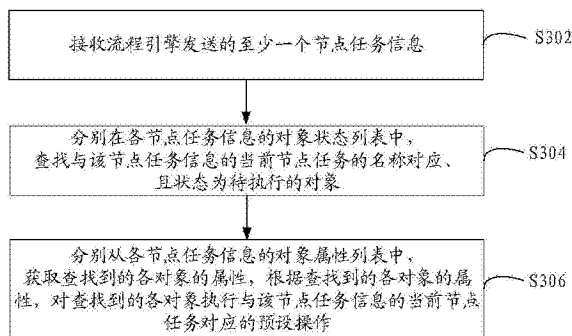 接收流程引擎发送的至少一个节点任务信息
S302
分别在各节点任务信息的对象状态列表中，
查找与该节点任务信息的当前节点任务的名称对应、
且状态为待执行的对象
S304
分别从各节点任务信息的对象属性列表中，
获取查找到的各对象的属性，根据查找到的各对象的属
性，对查找到的各对象执行与该节点任务信息的当前节点
任务对应的预设操作
S306